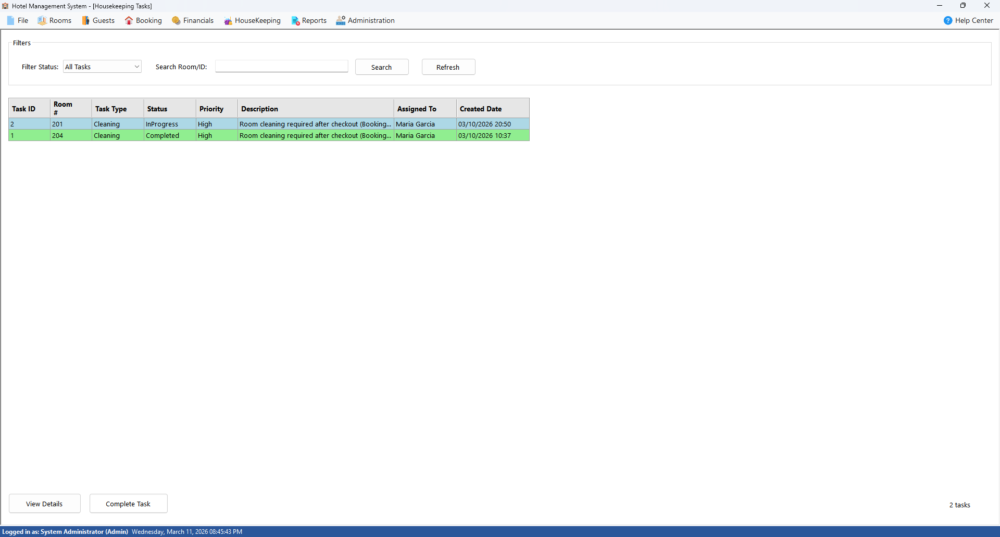 Hotel Management System - [Housekeeping Tasks]
File Rooms Guests Booking Financials HouseKeeping Reports Administration ? Help Center
Filters
Filter Status: All Tasks Search Room/ID: Search Refresh
Task ID Room # Task Type Status Priority Description Assigned To Created Date
2 201 Cleaning InProgress High Room cleaning required after checkout (Booking... Maria Garcia 03/10/2026 20:50
1 204 Cleaning Completed High Room cleaning required after checkout (Booking... Maria Garcia 03/10/2026 10:37
View Details Complete Task 2 tasks
Logged in as: System Administrator (Admin) Wednesday, March 11, 2026 08:45:43 PM